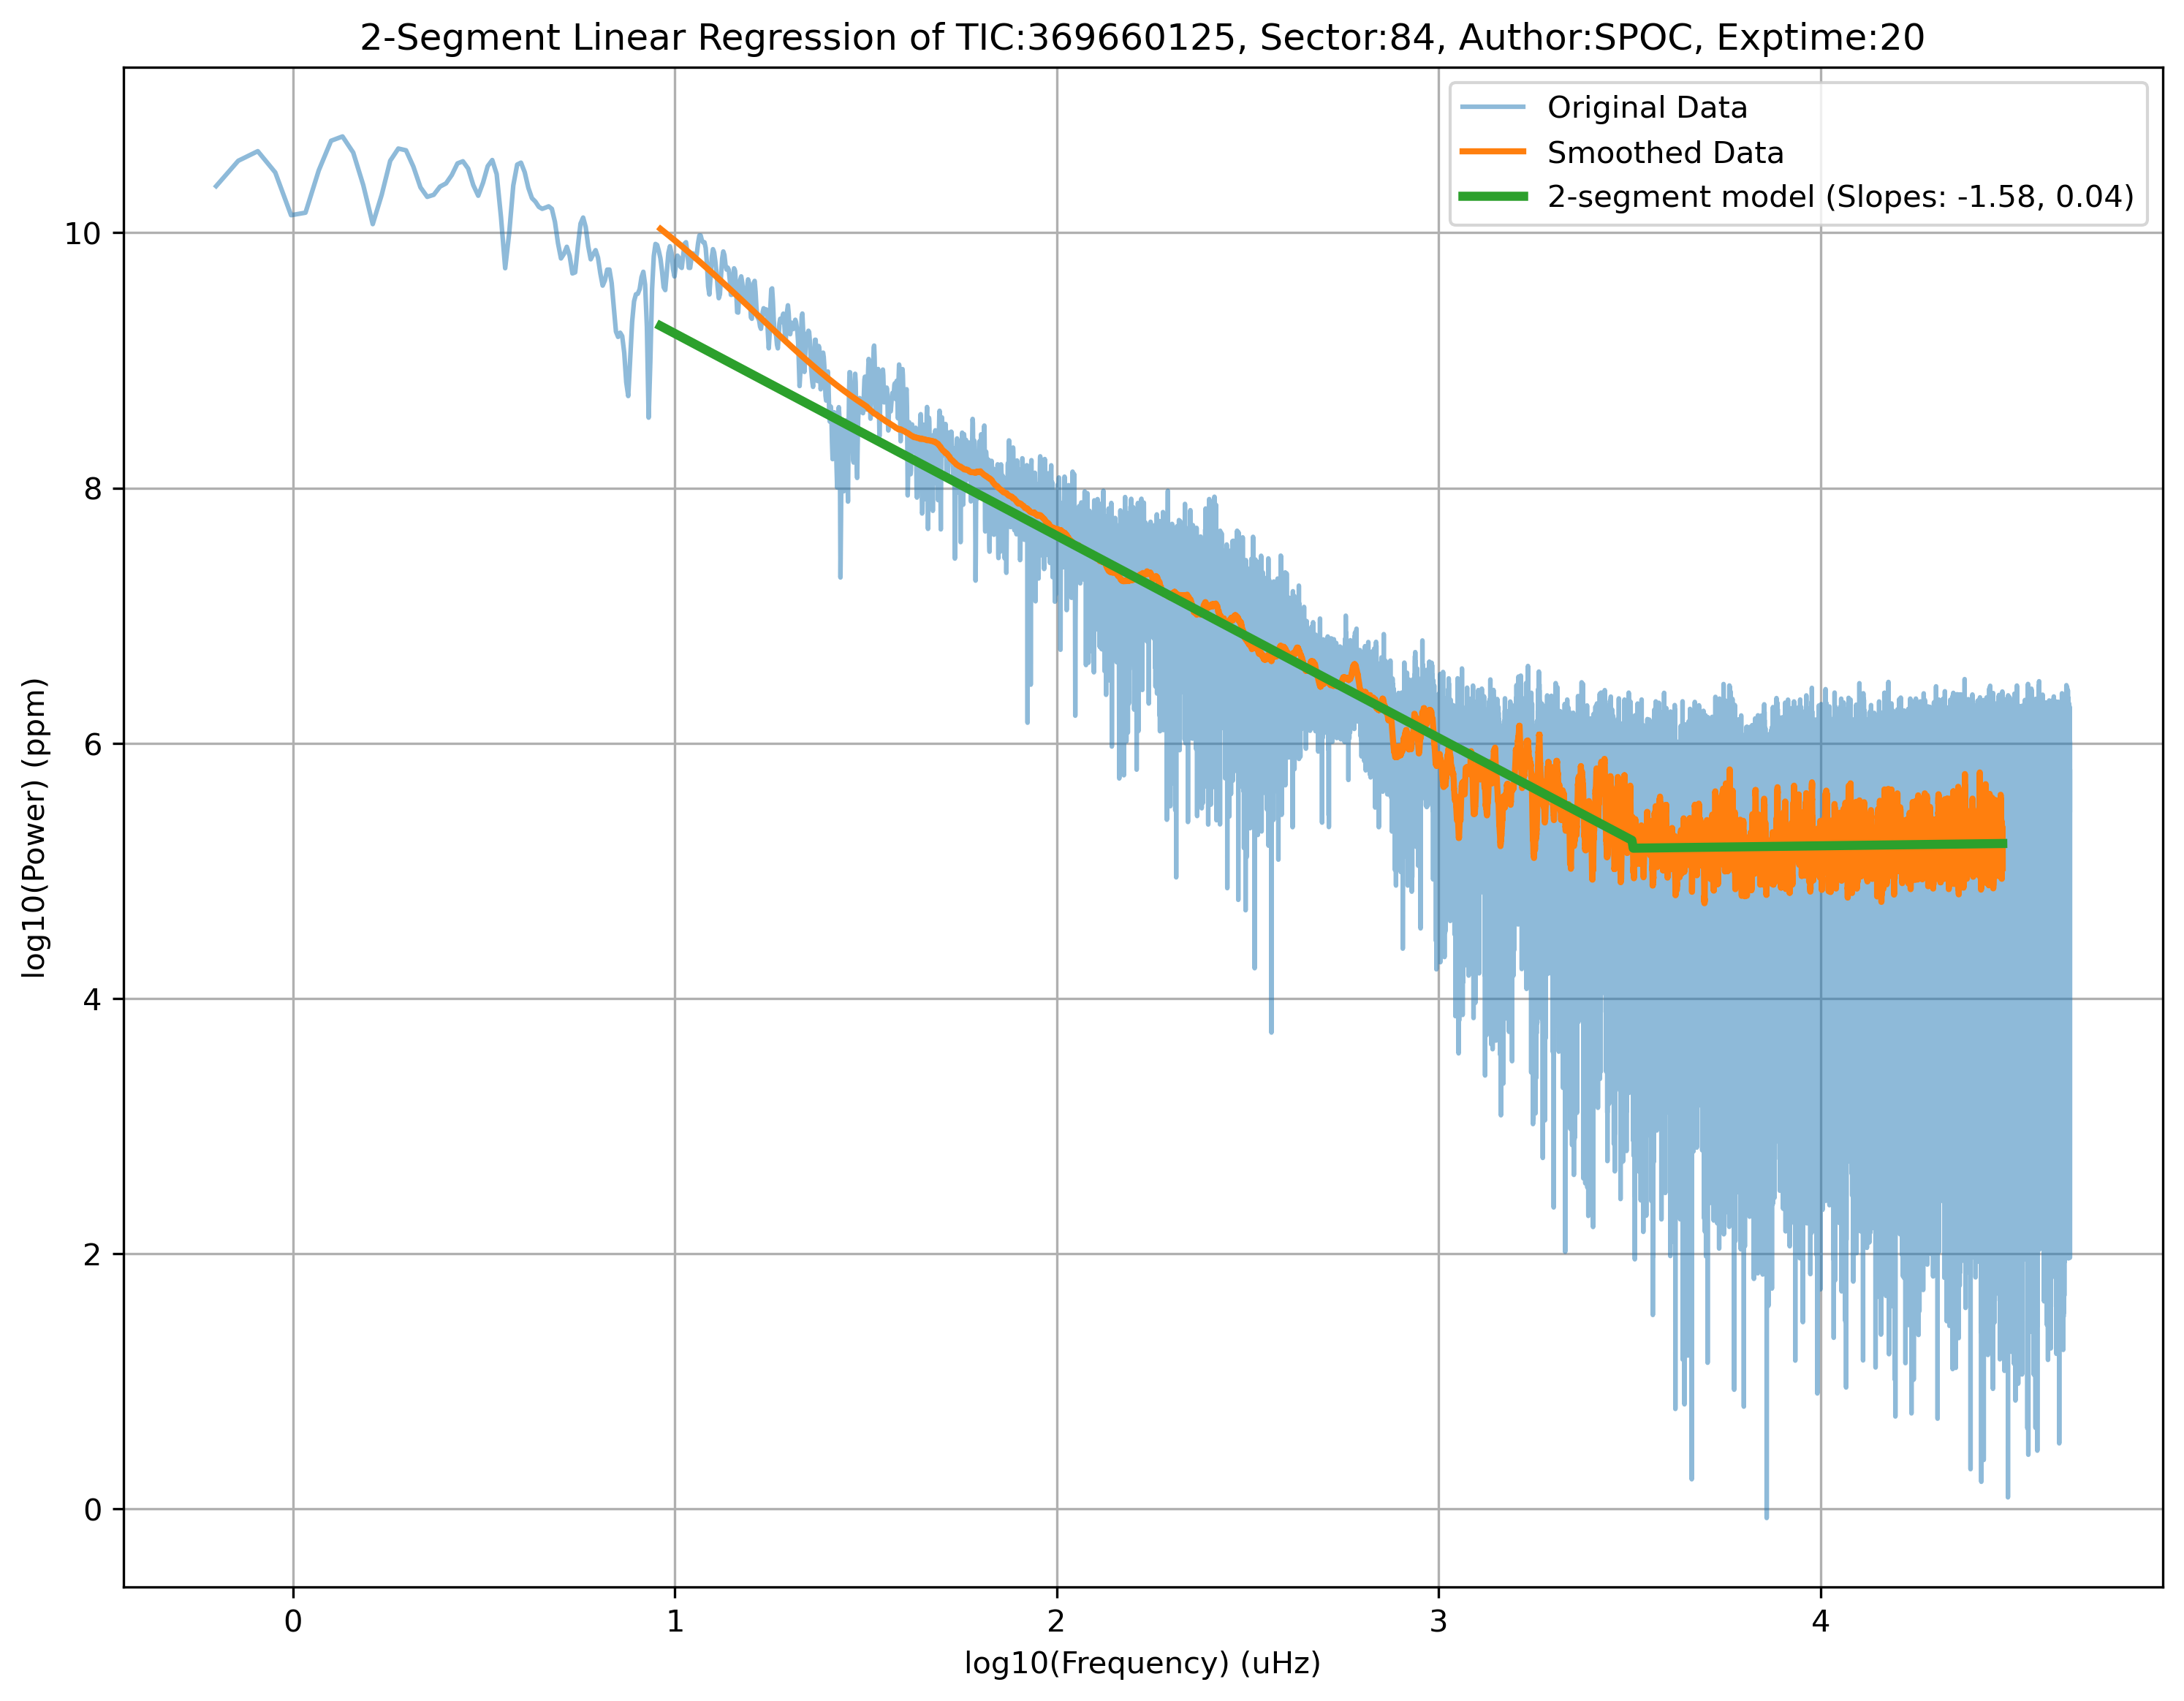 2-Segment Linear Regression of TIC:369660125, Sector:84, Author:SPOC, Exptime:20
Original Data
Smoothed Data
2-segment model (Slopes: -1.58, 0.04)
log10(Power) (ppm)
10
8
6
4
2
0
0 1 2 3 4
log10(Frequency) (uHz)